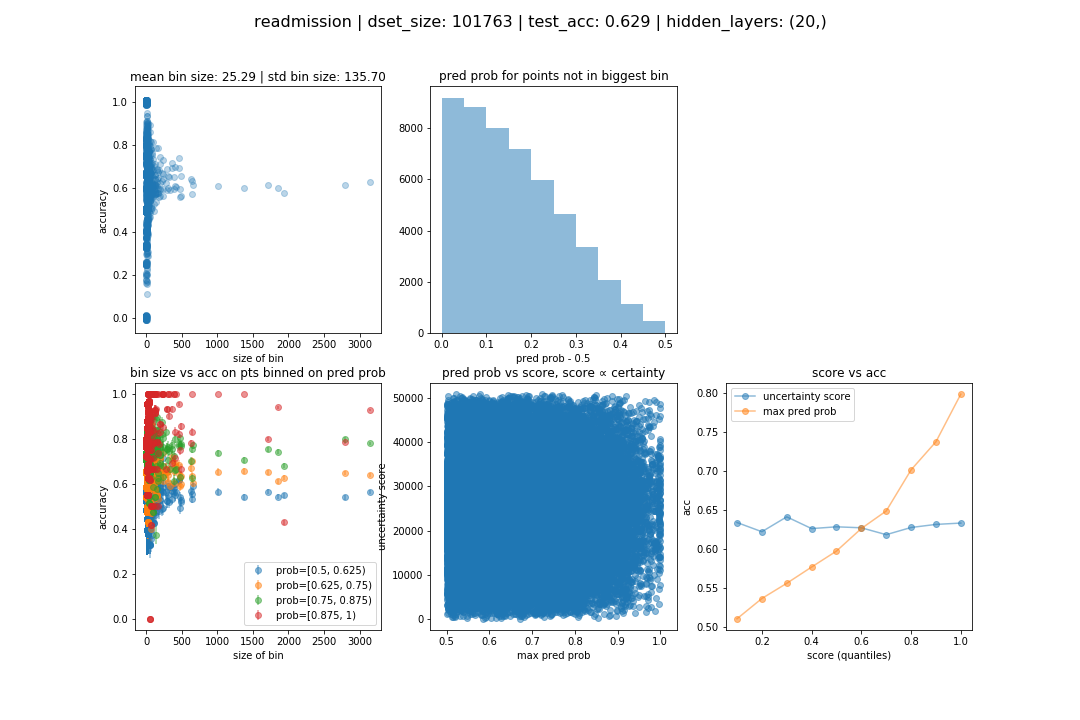 readmission | dset_size: 101763 | test_acc: 0.629 | hidden_layers: (20,)
mean bin size: 25.29 | std bin size: 135.70
accuracy
1.0
0.8
0.6
0.4
0.2
0.0
0 500 1000 1500 2000 2500 3000
size of bin
pred prob for points not in biggest bin
8000
6000
4000
2000
0
0.0 0.1 0.2 0.3 0.4 0.5
pred prob - 0.5
bin size vs acc on pts binned on pred prob
accuracy
1.0
0.8
0.6
0.4
0.2
0.0
prob=[0.5, 0.625)
prob=[0.625, 0.75)
prob=[0.75, 0.875)
prob=[0.875, 1)
0 500 1000 1500 2000 2500 3000
size of bin
pred prob vs score, score ∝ certainty
uncertainty score
50000
40000
30000
20000
10000
0
0.5 0.6 0.7 0.8 0.9 1.0
max pred prob
score vs acc
acc
0.80
0.75
0.70
0.65
0.60
0.55
0.50
uncertainty score
max pred prob
0.2 0.4 0.6 0.8 1.0
score (quantiles)